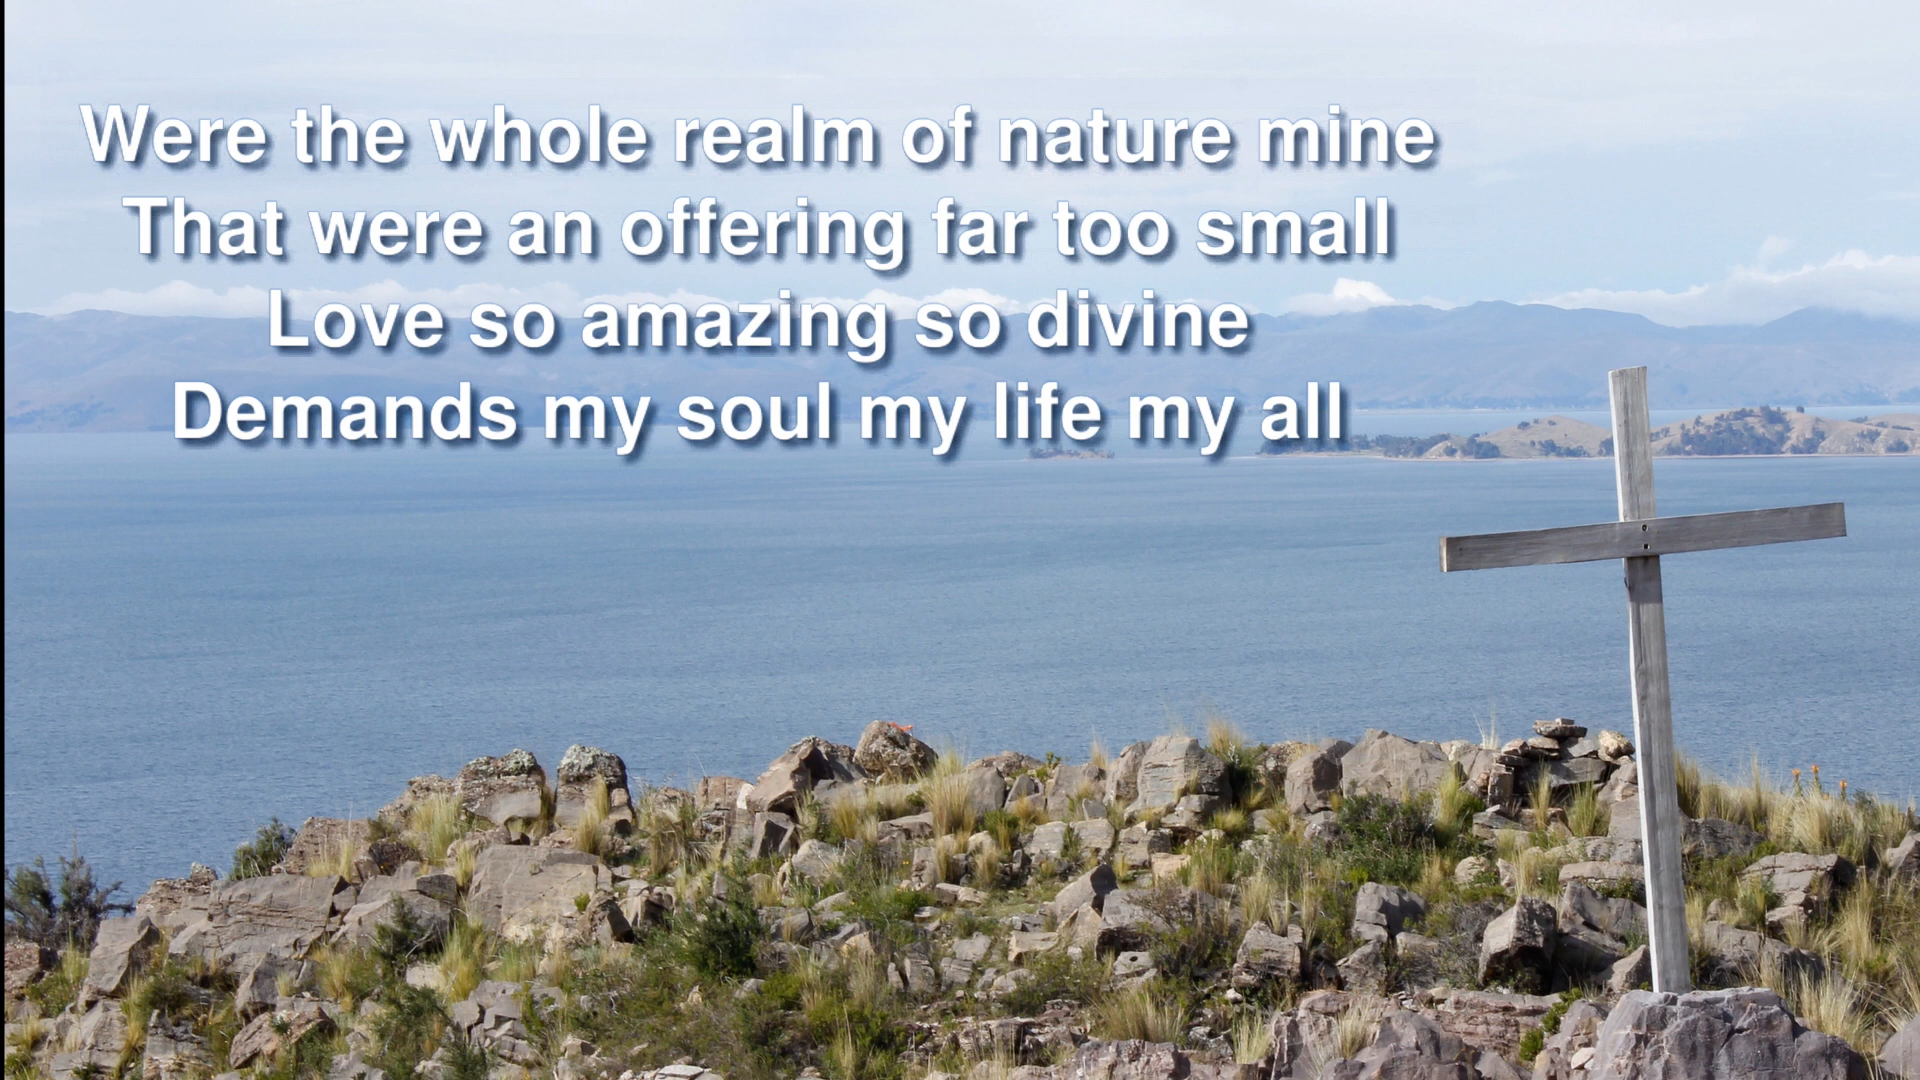 Were the whole realm of nature mine
That were an offering far too small
Love so amazing so divine
Demands my soul my life my all